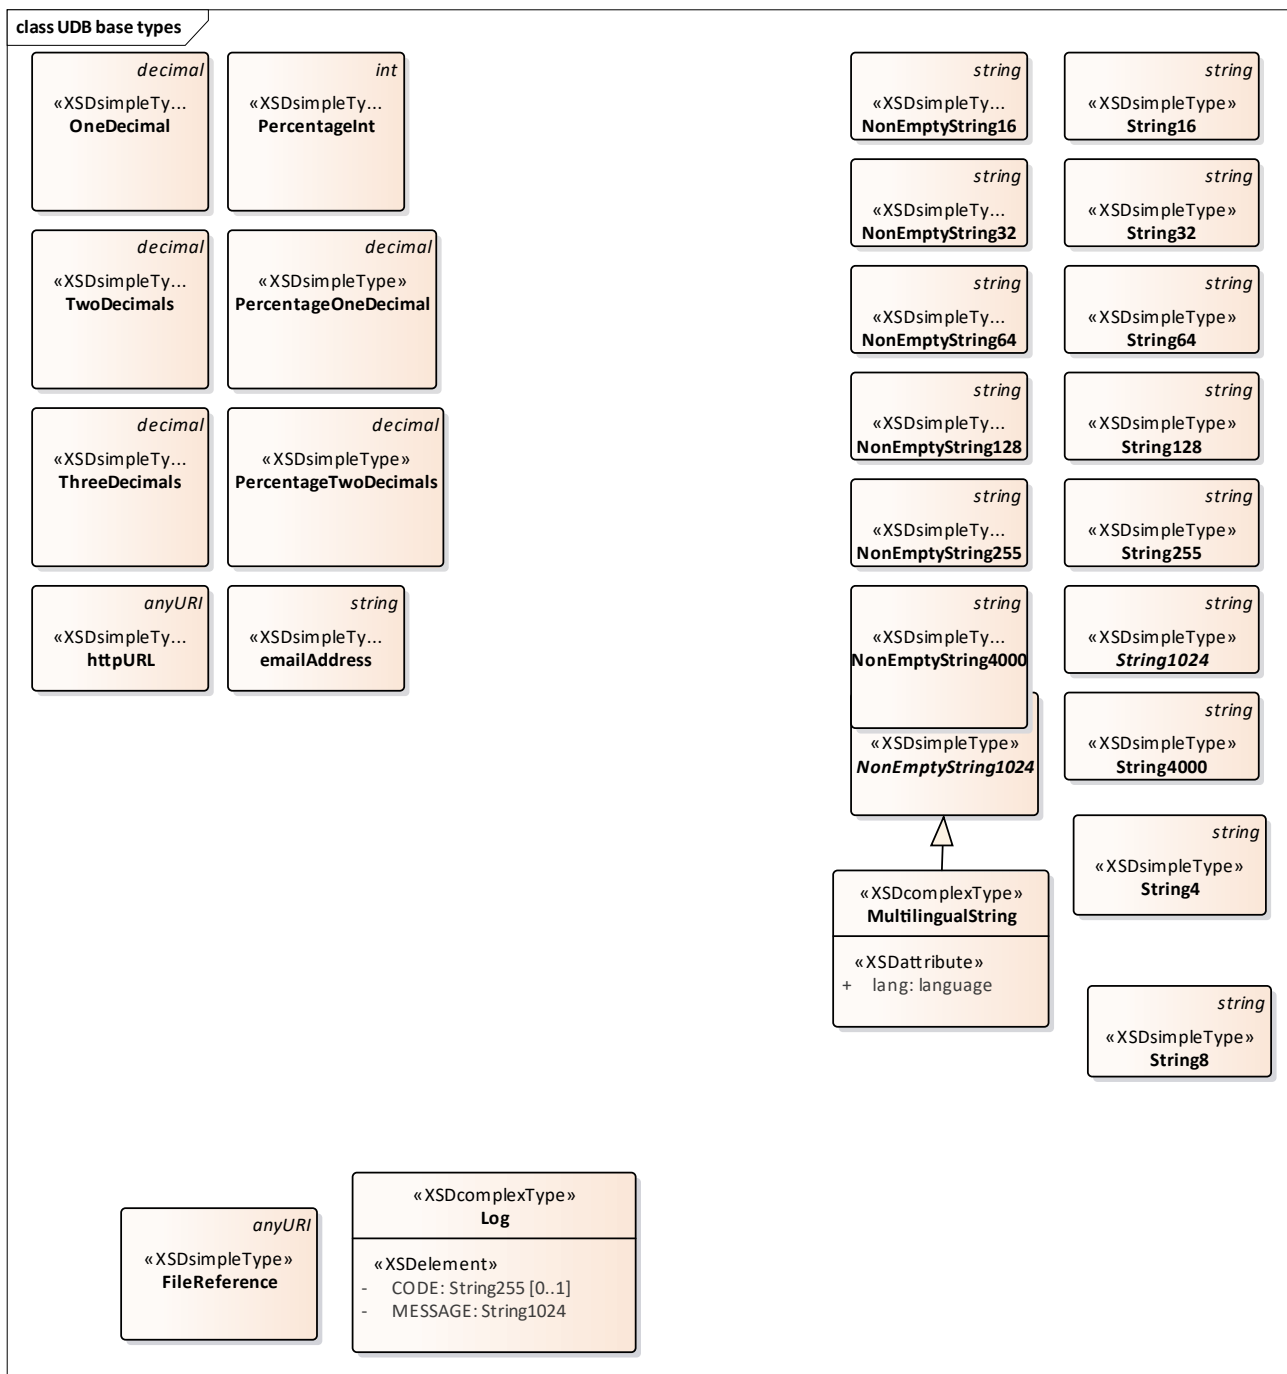 class UDB base types
decimal
«XSDsimpleTy...
OneDecimal
int
«XSDsimpleTy...
PercentageInt
string
«XSDsimpleTy...
NonEmptyString16
string
«XSDsimpleType»
String16
string
«XSDsimpleTy...
NonEmptyString32
string
«XSDsimpleType»
String32
decimal
«XSDsimpleTy...
TwoDecimals
decimal
«XSDsimpleType»
PercentageOneDecimal
string
«XSDsimpleTy...
NonEmptyString64
string
«XSDsimpleType»
String64
string
«XSDsimpleTy...
NonEmptyString128
string
«XSDsimpleType»
String128
decimal
«XSDsimpleTy...
ThreeDecimals
decimal
«XSDsimpleType»
PercentageTwoDecimals
string
«XSDsimpleTy...
NonEmptyString255
string
«XSDsimpleType»
String255
anyURI
«XSDsimpleTy...
httpURL
string
«XSDsimpleTy...
emailAddress
string
«XSDsimpleTy...
NonEmptyString4000
string
«XSDsimpleType»
String1024
«XSDsimpleType»
NonEmptyString1024
string
«XSDsimpleType»
String4000
string
«XSDsimpleType»
String4
«XSDcomplexType»
MultilingualString
«XSDattribute»
+ lang: language
string
«XSDsimpleType»
String8
anyURI
«XSDsimpleType»
FileReference
«XSDcomplexType»
Log
«XSDelement»
- CODE: String255 [0..1]
- MESSAGE: String1024